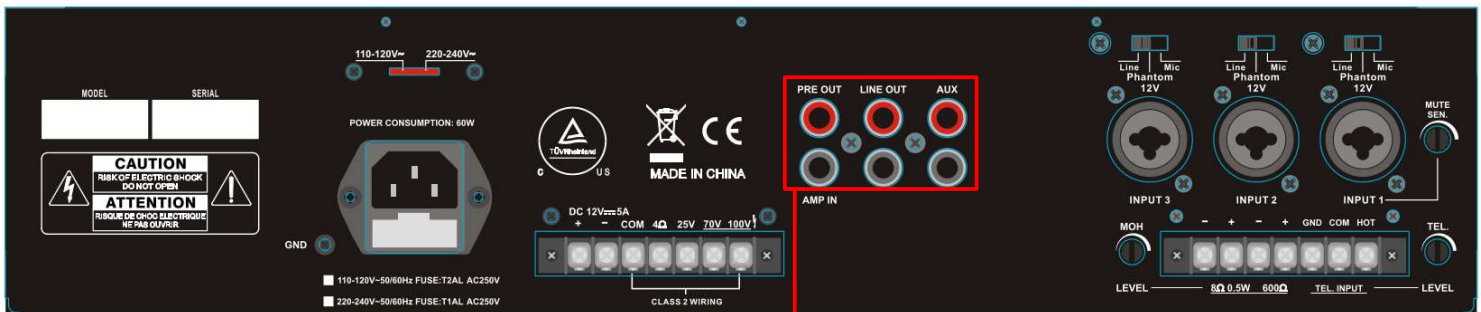 110-120V~ 220-240V~
MODEL SERIAL
POWER CONSUMPTION: 60W
CAUTION
RISK OF ELECTRIC SHOCK
DO NOT OPEN
ATTENTION
RISQUE DE CHOC ELECTRIQUE
NE PAS OUVRIR.
GND
110-120V~50/60Hz FUSE:T2AL AC250V
220-240V~50/60Hz FUSE:T1AL AC250V
TÜVRheinland
C US
CE
MADE IN CHINA
DC 12V⎓5A
+ − COM 4Ω 25V 70V 100V
CLASS 2 WIRING
PRE OUT LINE OUT AUX
AMP IN
Line Mic Line Mic Line Mic
Phantom Phantom Phantom
12V 12V 12V
MUTE
SEN.
INPUT 3 INPUT 2 INPUT 1
MOH − + − + GND COM HOT TEL.
LEVEL 8Ω 0.5W 600Ω TEL. INPUT LEVEL